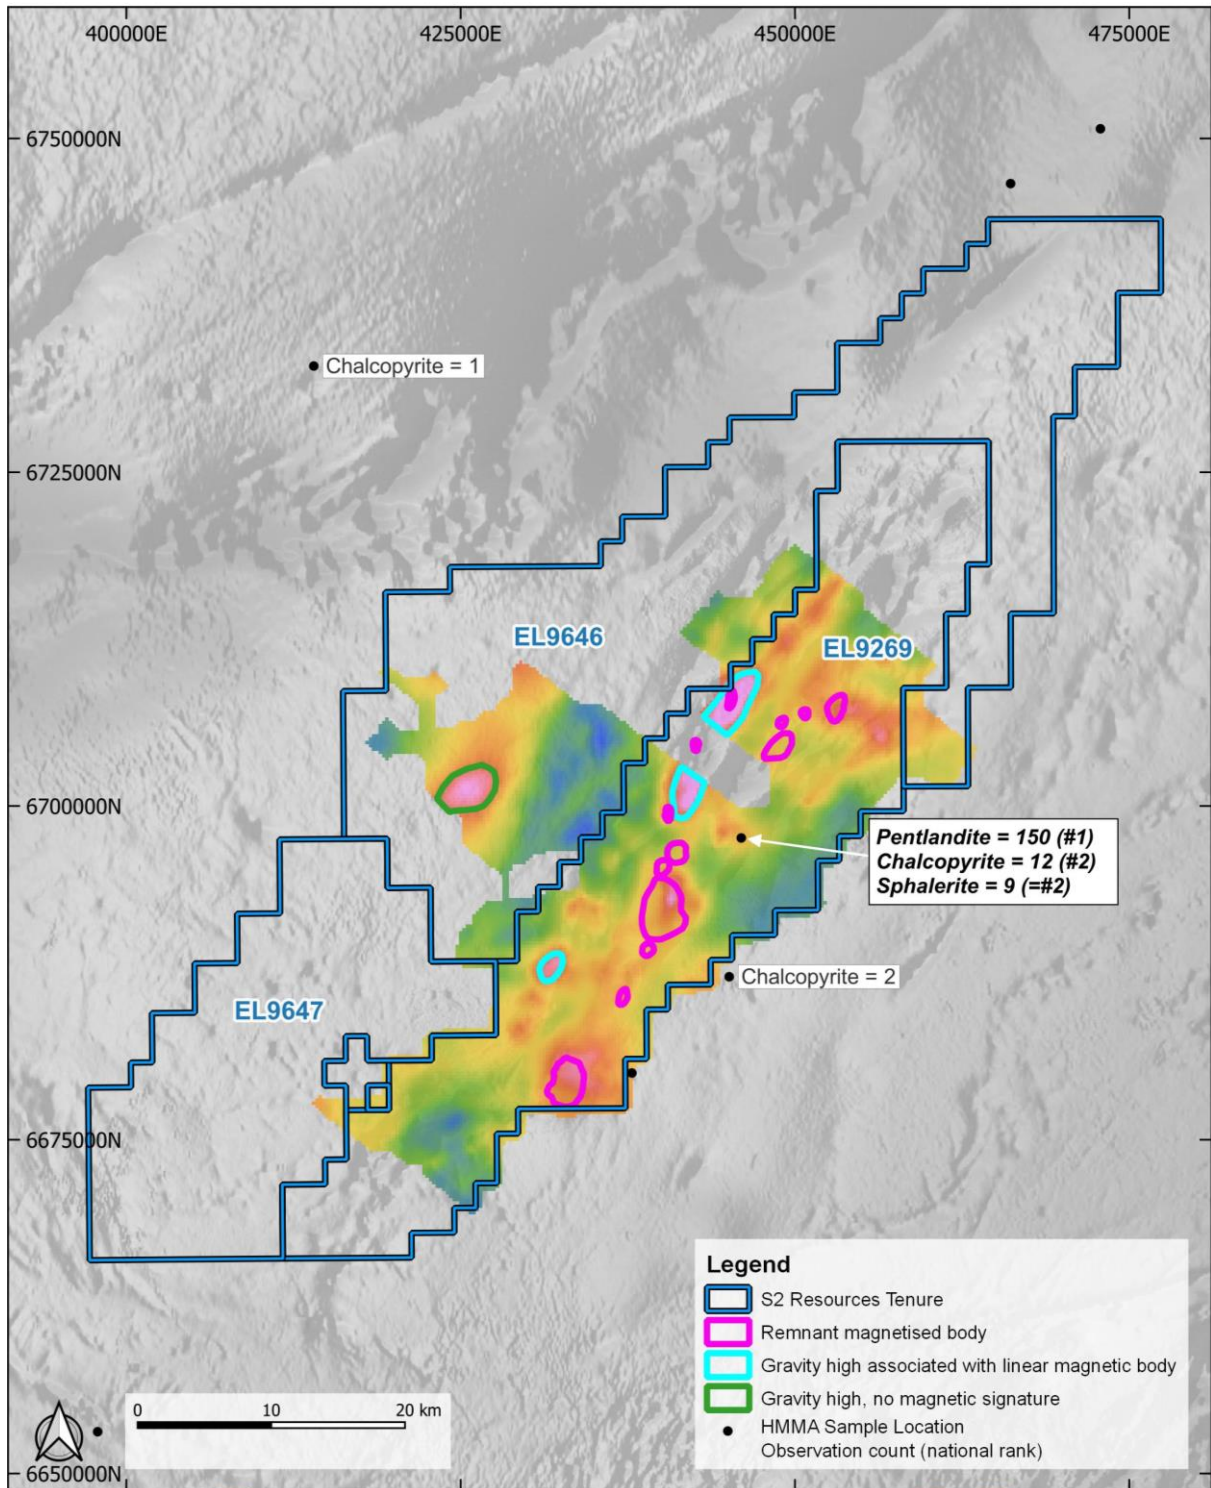 400000E
425000E
450000E
475000E
6750000N
Chalcopyrite = 1
6725000N
EL9646
EL9269
6700000N
Pentlandite = 150 (#1)
Chalcopyrite = 12 (#2)
Sphalerite = 9 (=#2)
Chalcopyrite = 2
EL9647
6675000N
Legend
S2 Resources Tenure
Remnant magnetised body
Gravity high associated with linear magnetic body
Gravity high, no magnetic signature
HMMA Sample Location
Observation count (national rank)
0
10
20 km
6650000N